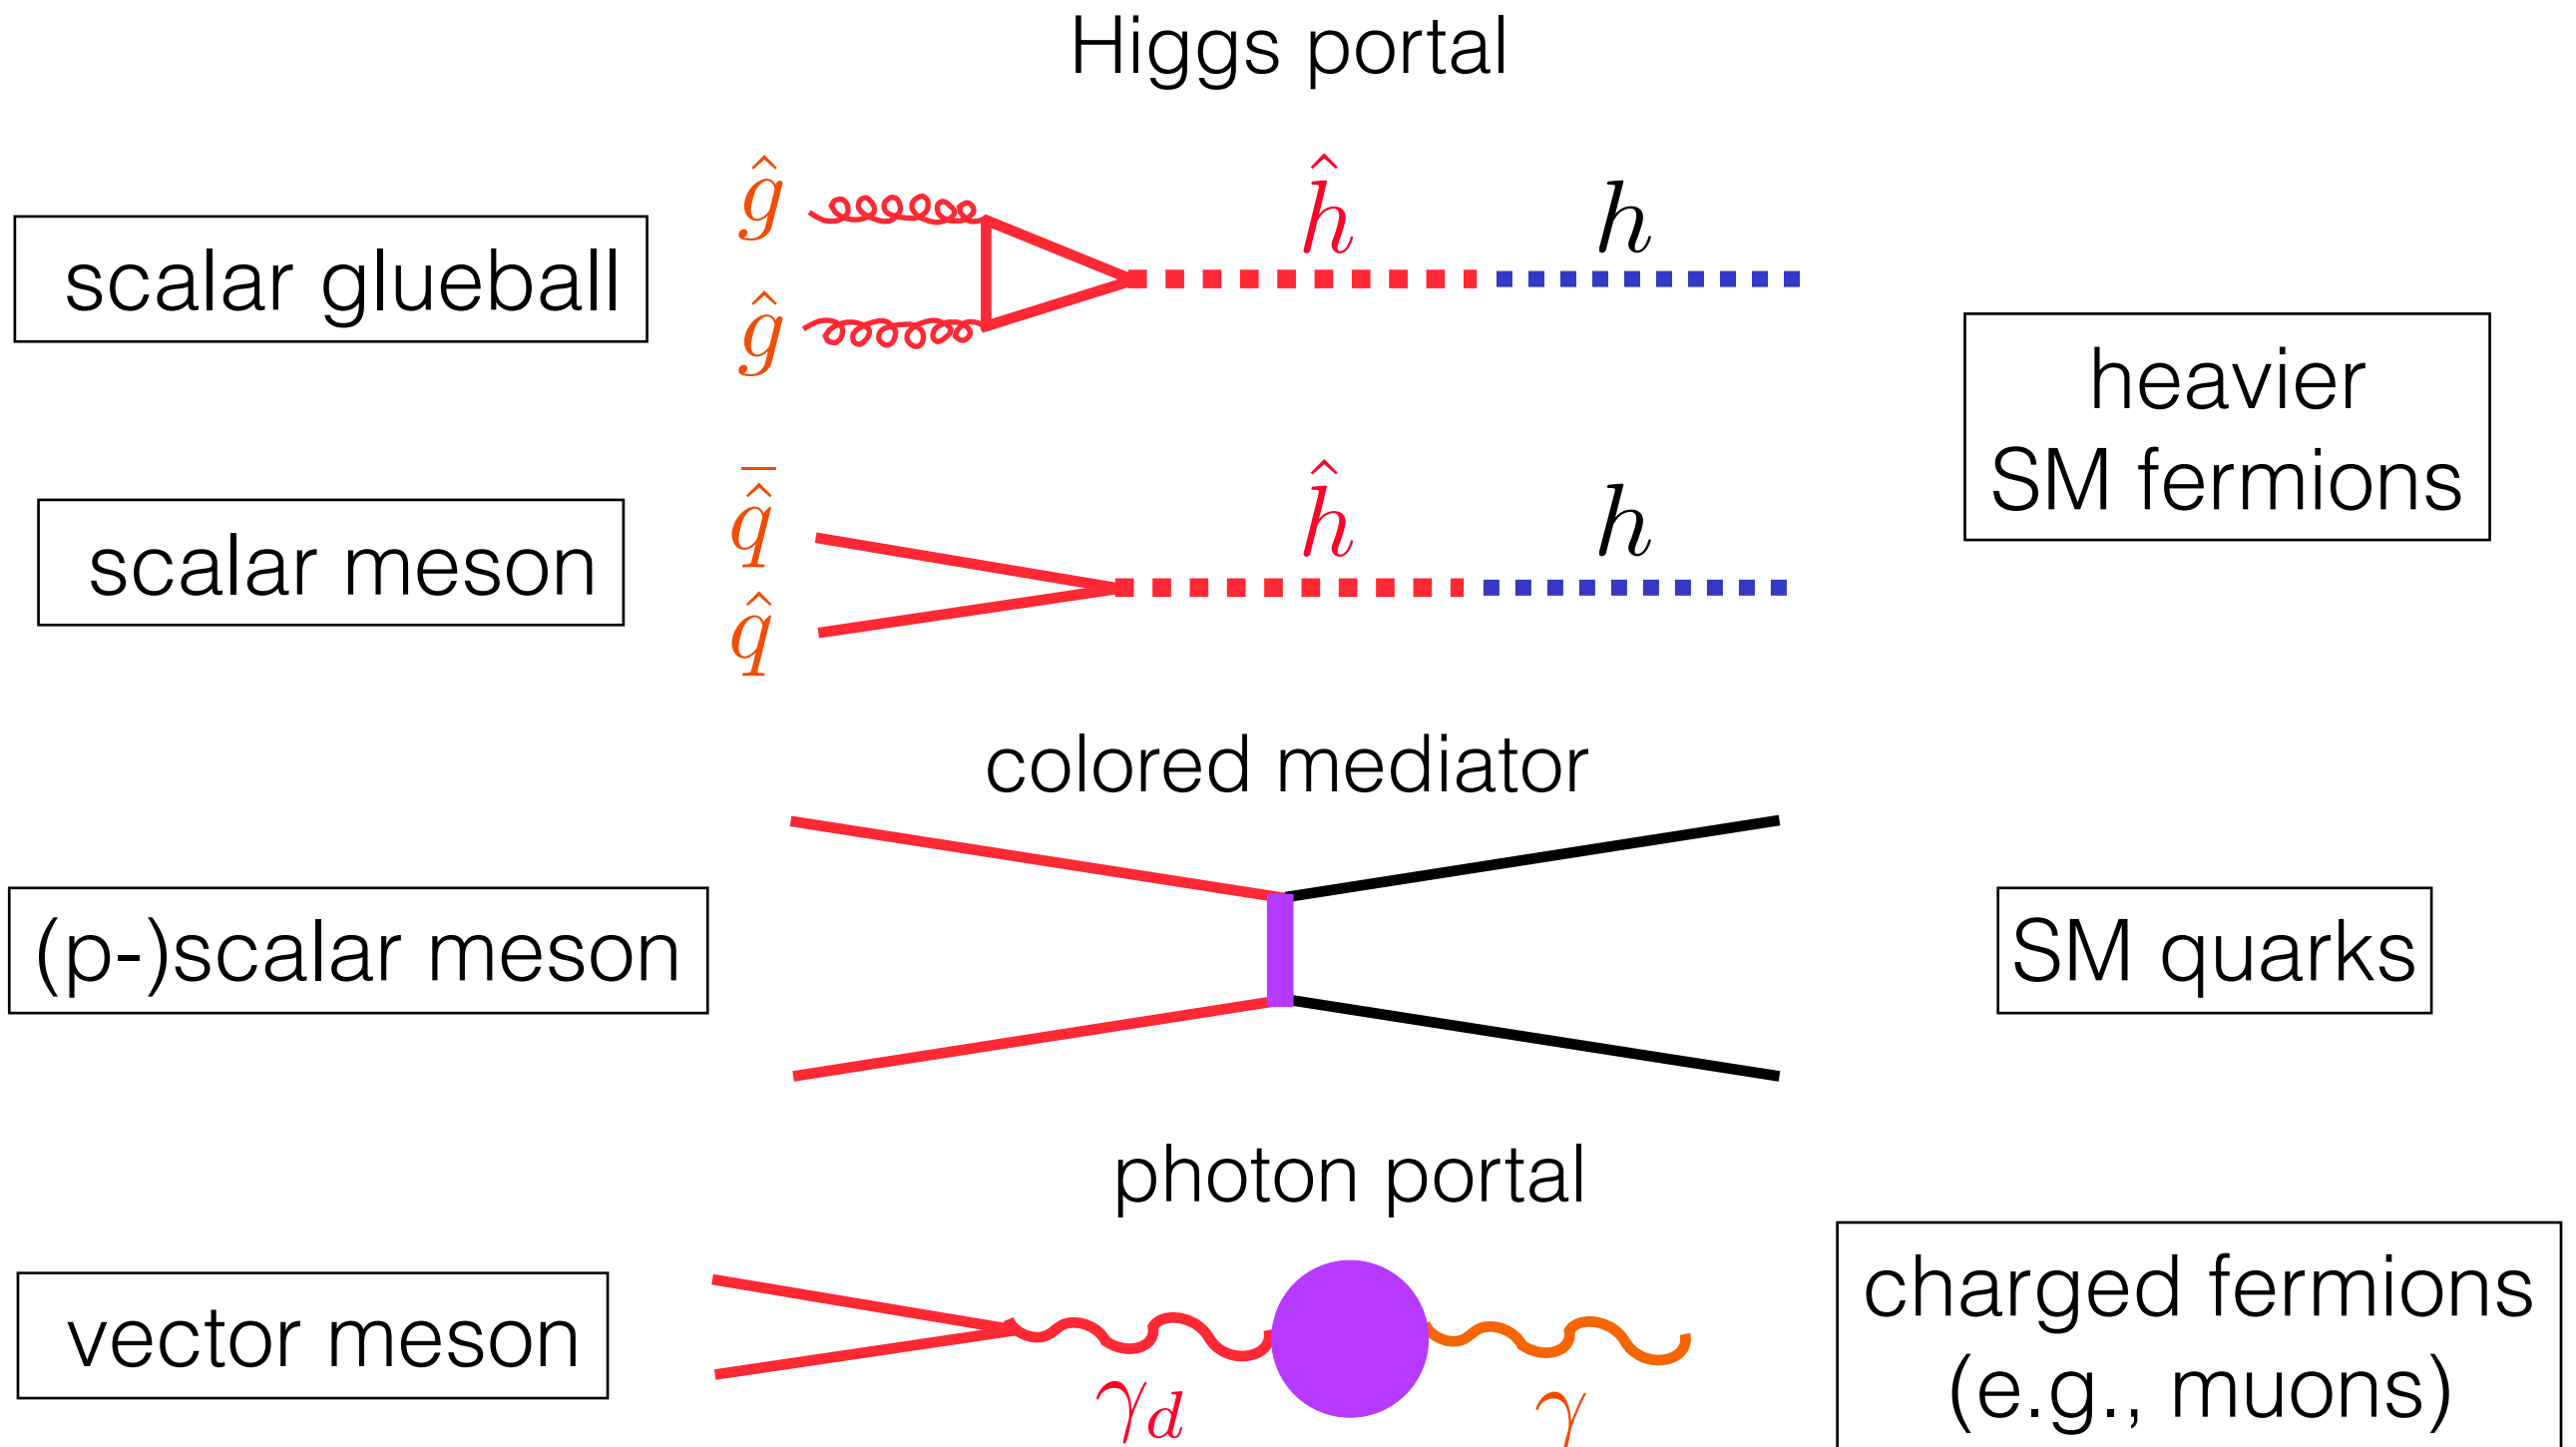 Higgs portal
ĝ
ĥ h
scalar glueball
ĝ
heavier
SM fermions
q̂̅
ĥ h
scalar meson
q̂
colored mediator
(p-)scalar meson
SM quarks
photon portal
vector meson
charged fermions
(e.g., muons)
γd γ